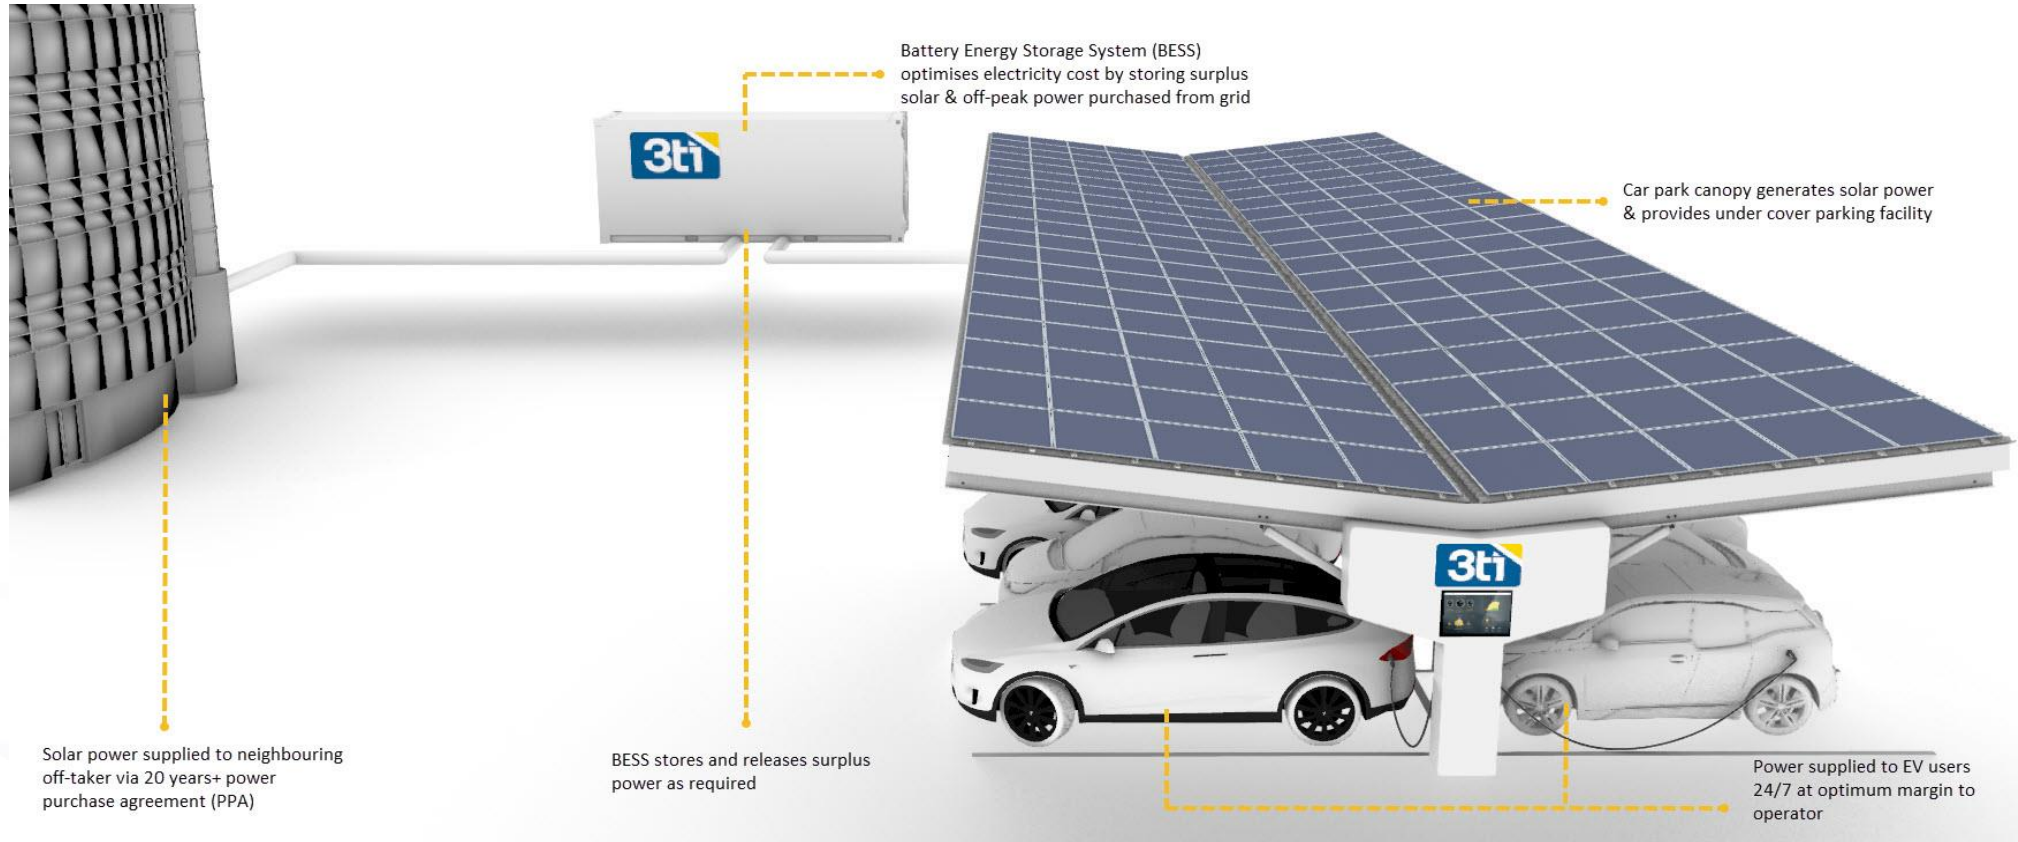 Battery Energy Storage System (BESS)
optimises electricity cost by storing surplus
solar & off-peak power purchased from grid
3ti
Car park canopy generates solar power
& provides under cover parking facility
3ti
Solar power supplied to neighbouring
off-taker via 20 years+ power
purchase agreement (PPA)
BESS stores and releases surplus
power as required
Power supplied to EV users
24/7 at optimum margin to
operator